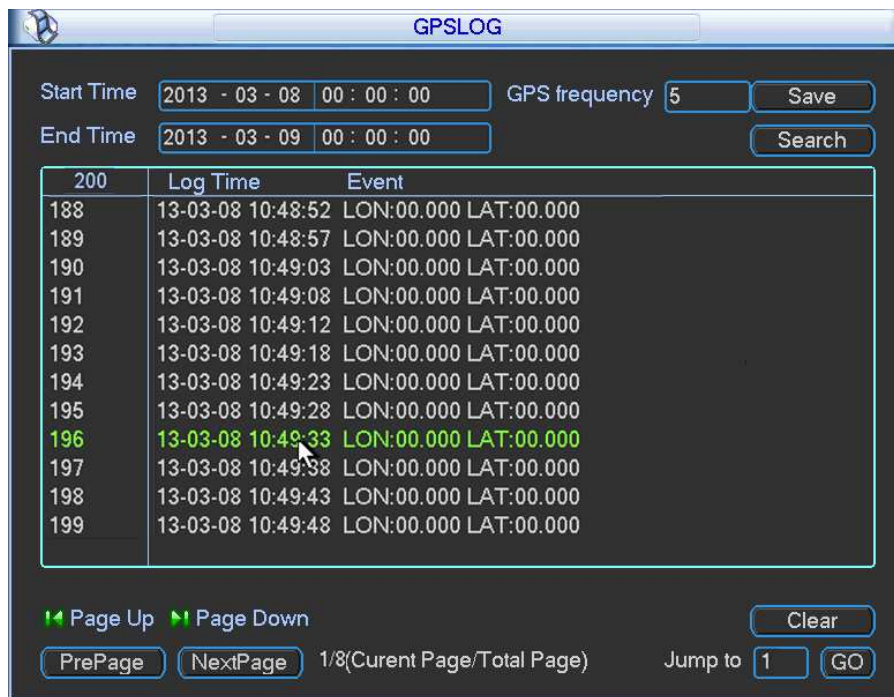 GPSLOG
Start Time 2013 - 03 - 08 00 : 00 : 00 GPS frequency 5 Save
End Time 2013 - 03 - 09 00 : 00 : 00 Search
200 Log Time Event
188 13-03-08 10:48:52 LON:00.000 LAT:00.000
189 13-03-08 10:48:57 LON:00.000 LAT:00.000
190 13-03-08 10:49:03 LON:00.000 LAT:00.000
191 13-03-08 10:49:08 LON:00.000 LAT:00.000
192 13-03-08 10:49:12 LON:00.000 LAT:00.000
193 13-03-08 10:49:18 LON:00.000 LAT:00.000
194 13-03-08 10:49:23 LON:00.000 LAT:00.000
195 13-03-08 10:49:28 LON:00.000 LAT:00.000
196 13-03-08 10:49:33 LON:00.000 LAT:00.000
197 13-03-08 10:49:38 LON:00.000 LAT:00.000
198 13-03-08 10:49:43 LON:00.000 LAT:00.000
199 13-03-08 10:49:48 LON:00.000 LAT:00.000
Page Up Page Down Clear
PrePage NextPage 1/8(Curent Page/Total Page) Jump to 1 GO